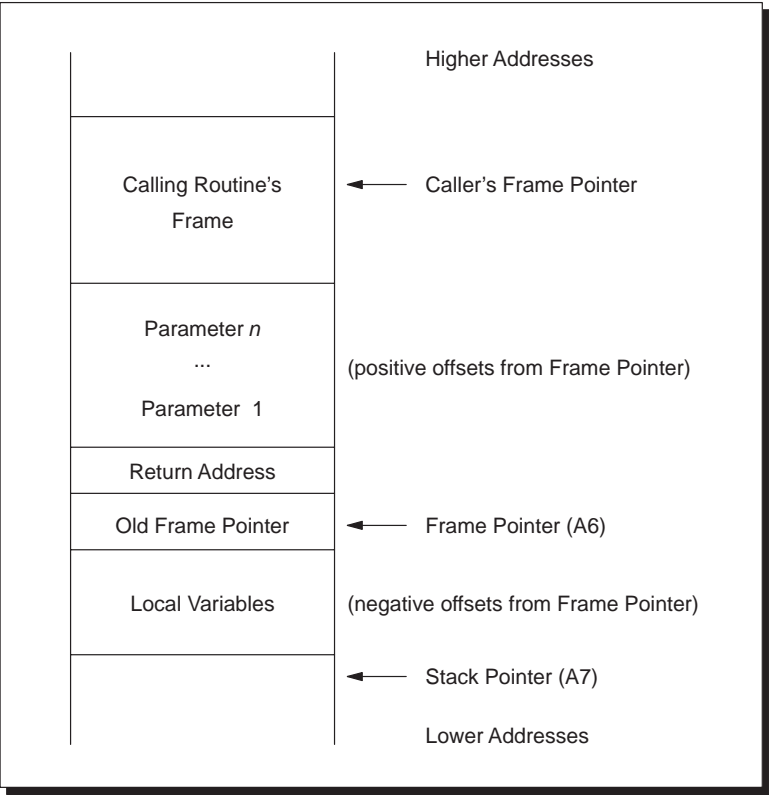 Higher Addresses
Calling Routine's
Frame
Caller's Frame Pointer
Parameter n
...
Parameter 1
(positive offsets from Frame Pointer)
Return Address
Old Frame Pointer
Frame Pointer (A6)
Local Variables
(negative offsets from Frame Pointer)
Stack Pointer (A7)
Lower Addresses